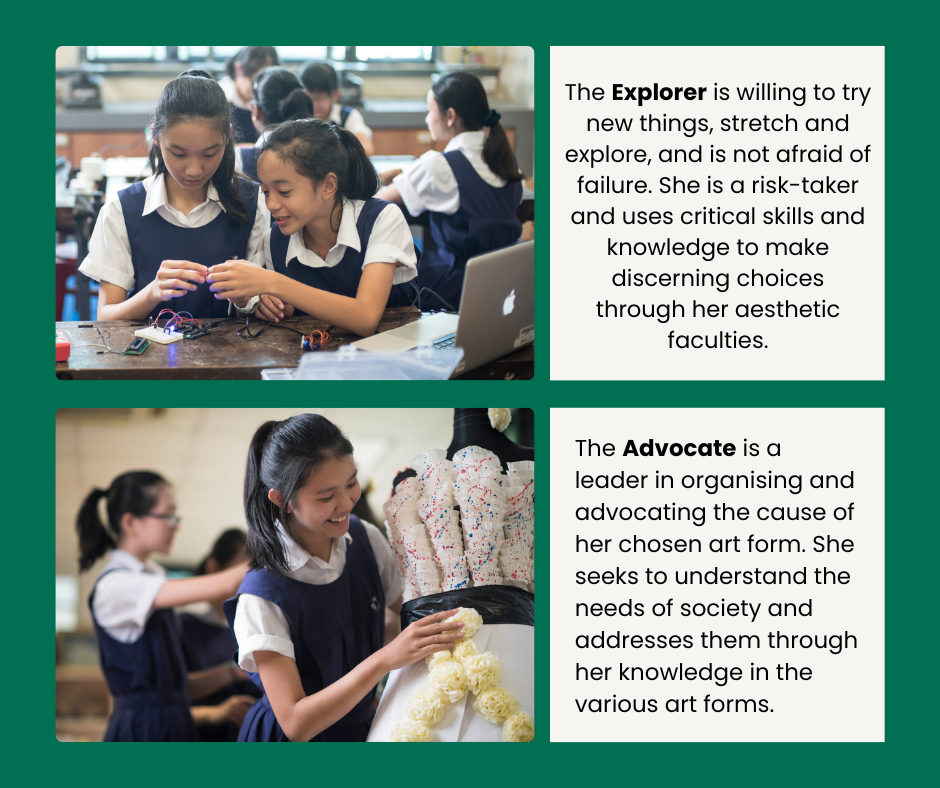 The Explorer is willing to try
new things, stretch and
explore, and is not afraid of
failure. She is a risk-taker
and uses critical skills and
knowledge to make
discerning choices
through her aesthetic
faculties.
The Advocate is a
leader in organising and
advocating the cause of
her chosen art form. She
seeks to understand the
needs of society and
addresses them through
her knowledge in the
various art forms.